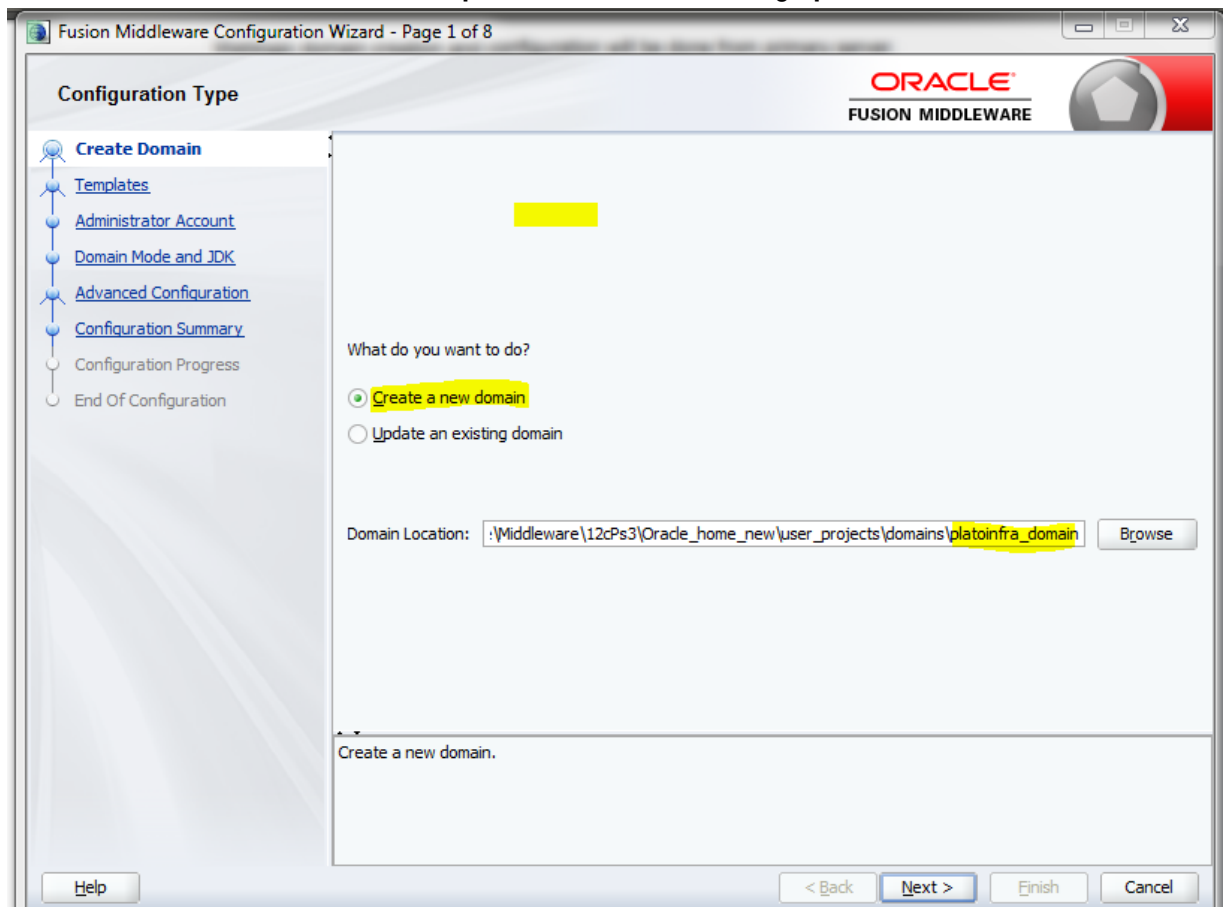 Fusion Middleware Configuration Wizard - Page 1 of 8
Configuration Type
ORACLE
FUSION MIDDLEWARE
Create Domain
Templates
Administrator Account
Domain Mode and JDK
Advanced Configuration
Configuration Summary
Configuration Progress
End Of Configuration
What do you want to do?
Create a new domain
Update an existing domain
Domain Location: :\Middleware\12cPs3\Oracle_home_new\user_projects\domains\platoinfra_domain Browse
Create a new domain.
Help < Back Next > Finish Cancel